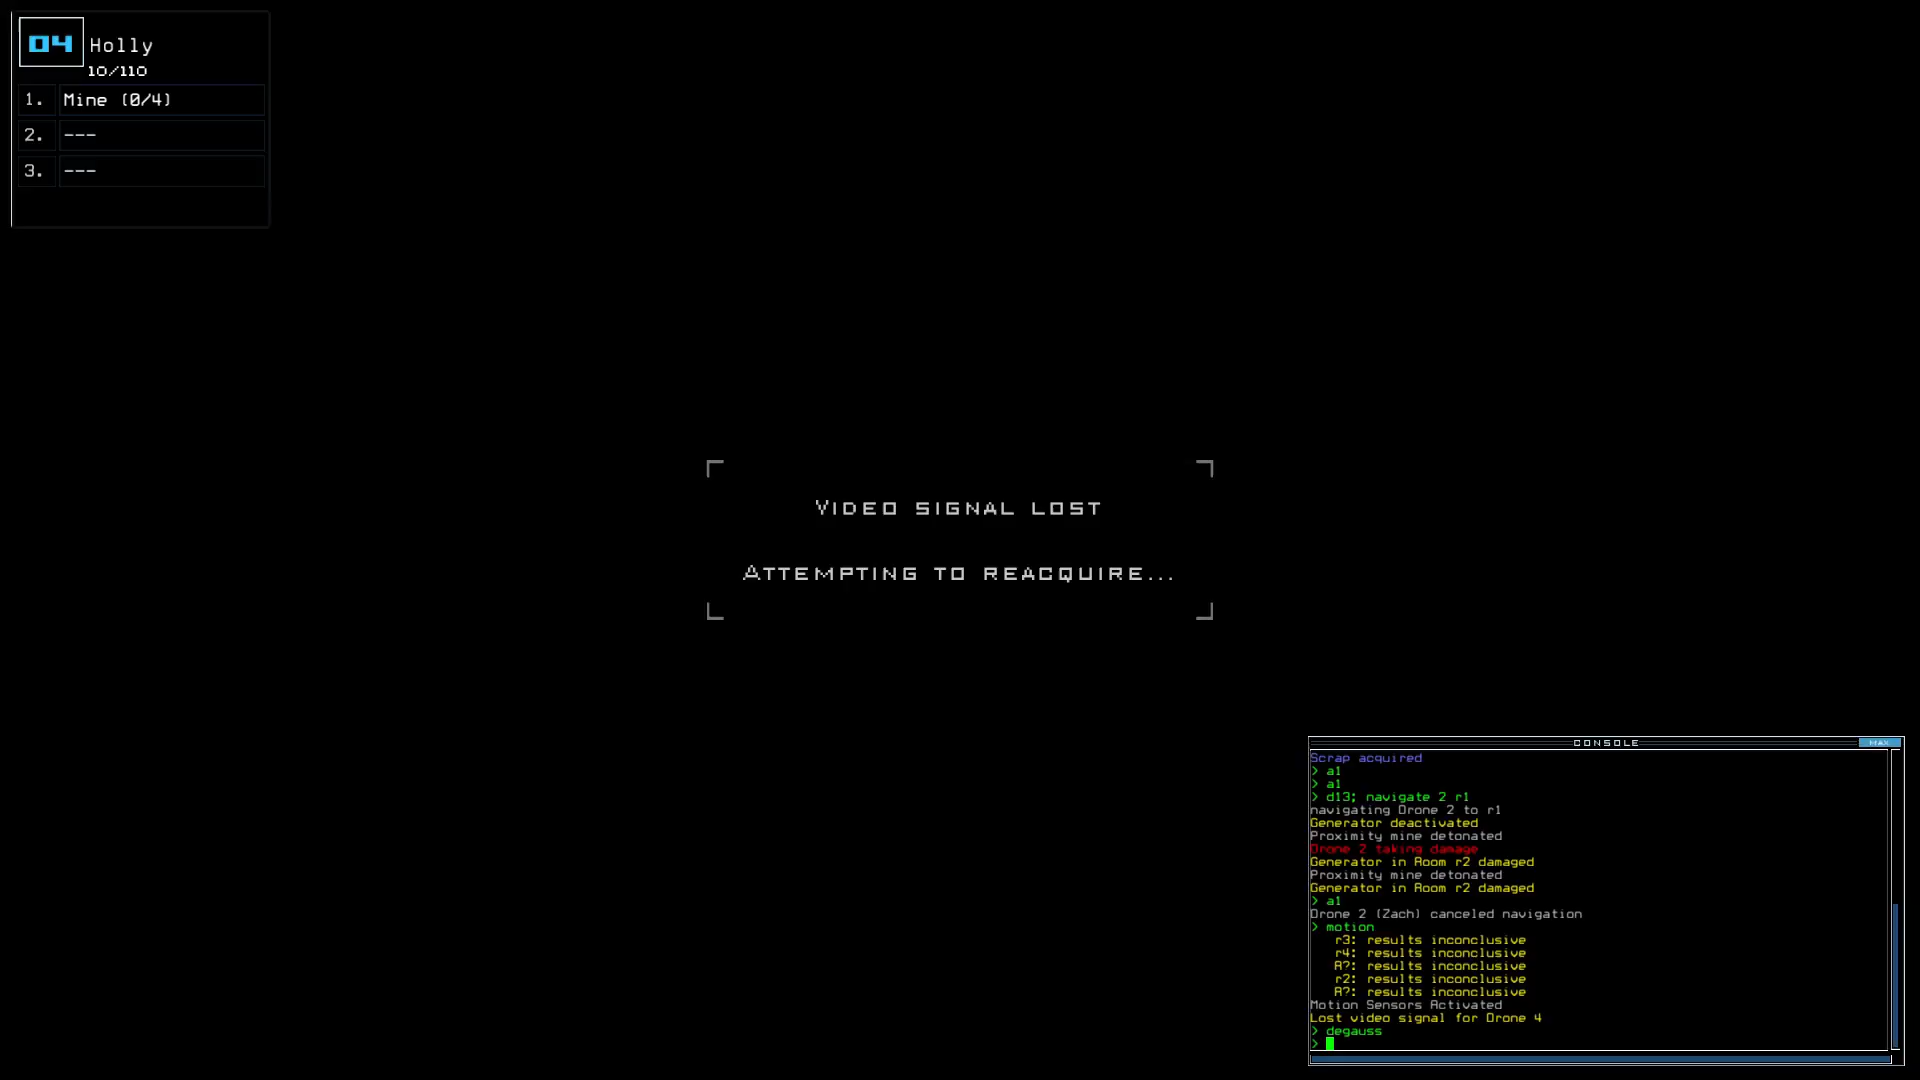 04 Holly
10/110
1. Mine (0/4)
2. ---
3. ---
VIDEO SIGNAL LOST
ATTEMPTING TO REACQUIRE...
CONSOLE MAX
Scrap acquired
> a1
> a1
> d13; navigate 2 r1
navigating Drone 2 to r1
Generator deactivated
Proximity mine detonated
Drone 2 taking damage
Generator in Room r2 damaged
Proximity mine detonated
Generator in Room r2 damaged
> a1
Drone 2 (Zach) canceled navigation
> motion
r3: results inconclusive
r4: results inconclusive
A?: results inconclusive
r2: results inconclusive
A?: results inconclusive
Motion Sensors Activated
Lost video signal for Drone 4
> degauss
>